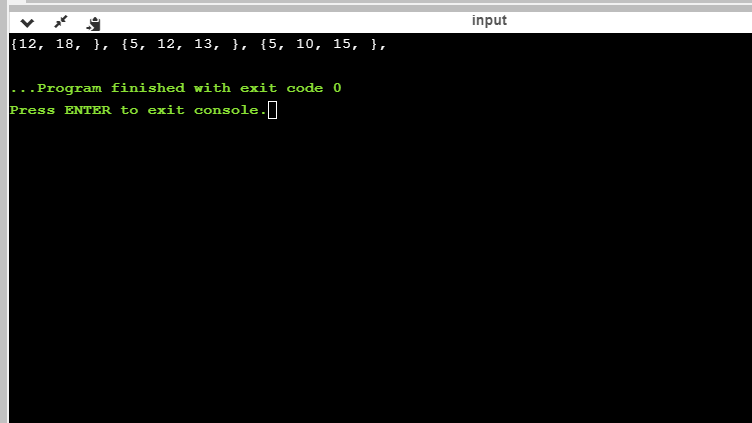 input
{12, 18, }, {5, 12, 13, }, {5, 10, 15, },
...Program finished with exit code 0
Press ENTER to exit console.